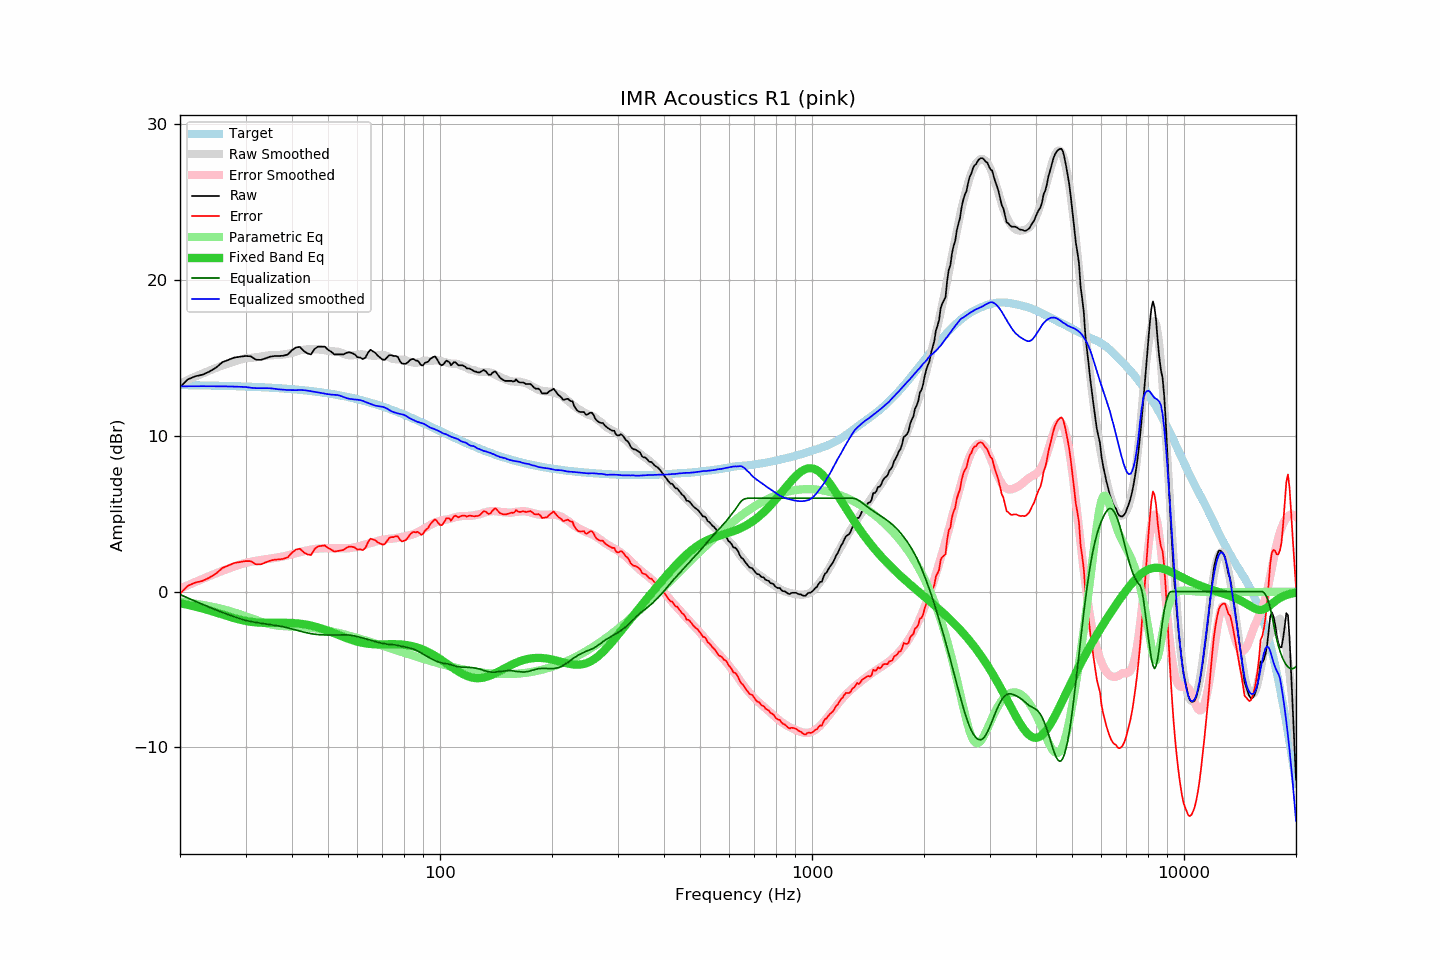 IMR Acoustics R1 (pink)
30
20
10
0
−10
Amplitude (dBr)
Target
Raw Smoothed
Error Smoothed
Raw
Error
Parametric Eq
Fixed Band Eq
Equalization
Equalized smoothed
100
1000
10000
Frequency (Hz)